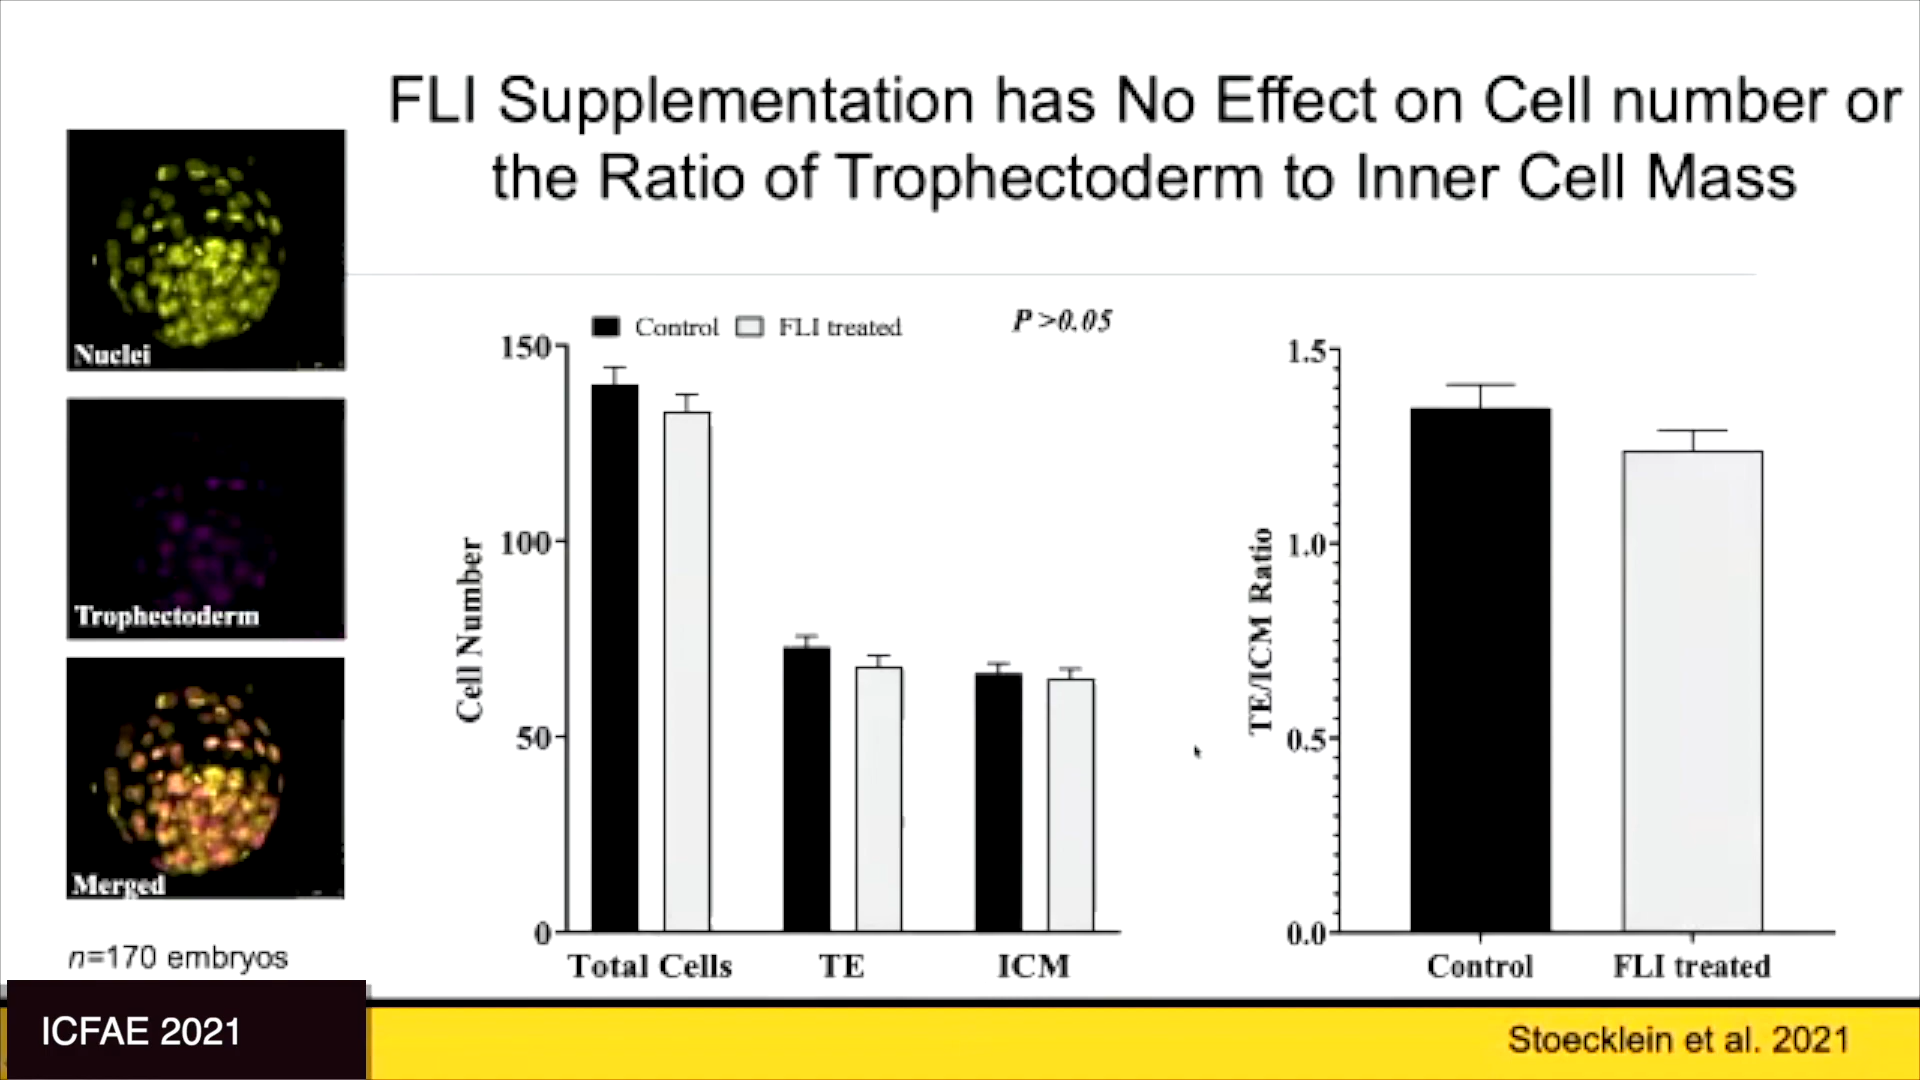 FLI Supplementation has No Effect on Cell number or
the Ratio of Trophectoderm to Inner Cell Mass
Nuclei
Trophectoderm
Merged
n=170 embryos
Control
FLI treated
P >0.05
150
100
50
0
Cell Number
Total Cells
TE
ICM
1.5
1.0
0.5
0.0
TE/ICM Ratio
Control
FLI treated
ICFAE 2021
Stoecklein et al. 2021